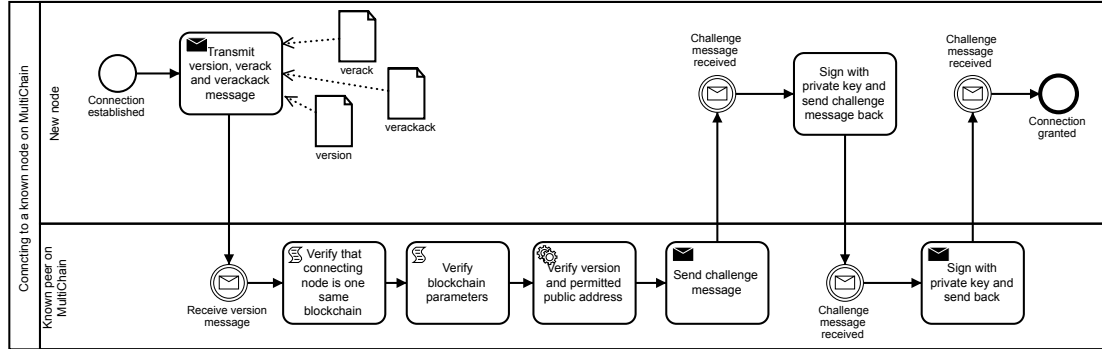 Conncting to a known node on MultiChain
New node
Connection
established
Transmit
version, verack
and verackack
message
verack
verackack
version
Challenge
message
received
Sign with
private key and
send challenge
message back
Challenge
message
received
Connection
granted
Known peer on
MultiChain
Receive version
message
Verify that
connecting
node is one
same
blockchain
Verify
blockchain
parameters
Verify version
and permitted
public address
Send challenge
message
Challenge
message
received
Sign with
private key and
send back